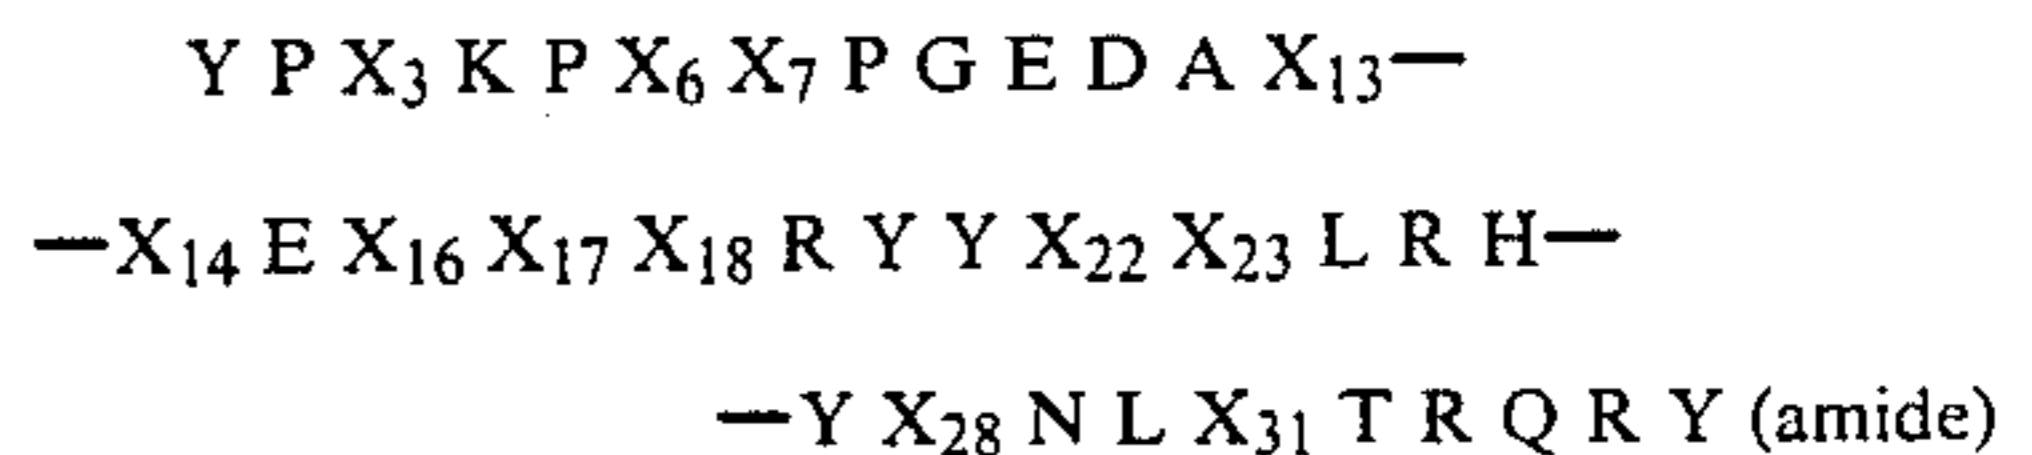 Y P X₃ K P X₆ X₇ P G E D A X₁₃—
—X₁₄ E X₁₆ X₁₇ X₁₈ R Y Y X₂₂ X₂₃ L R H—
—Y X₂₈ N L X₃₁ T R Q R Y (amide)